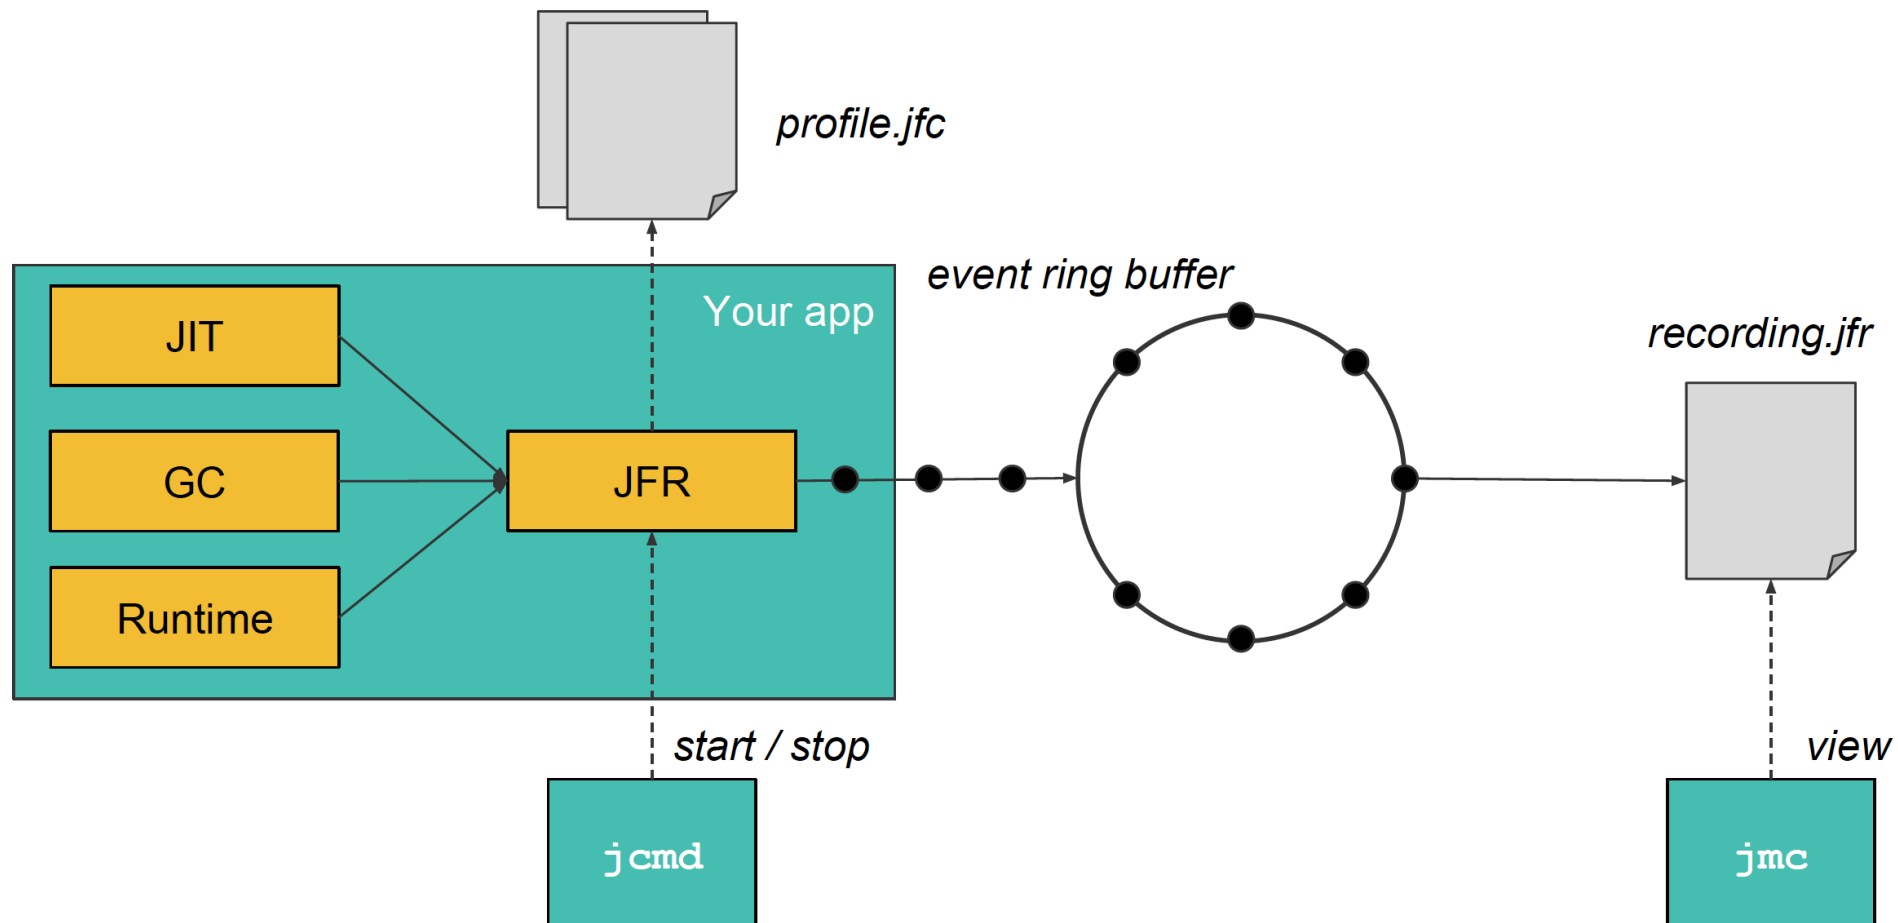 profile.jfc
Your app
event ring buffer
JIT
recording.jfr
GC
JFR
Runtime
start / stop
view
jcmd
jmc